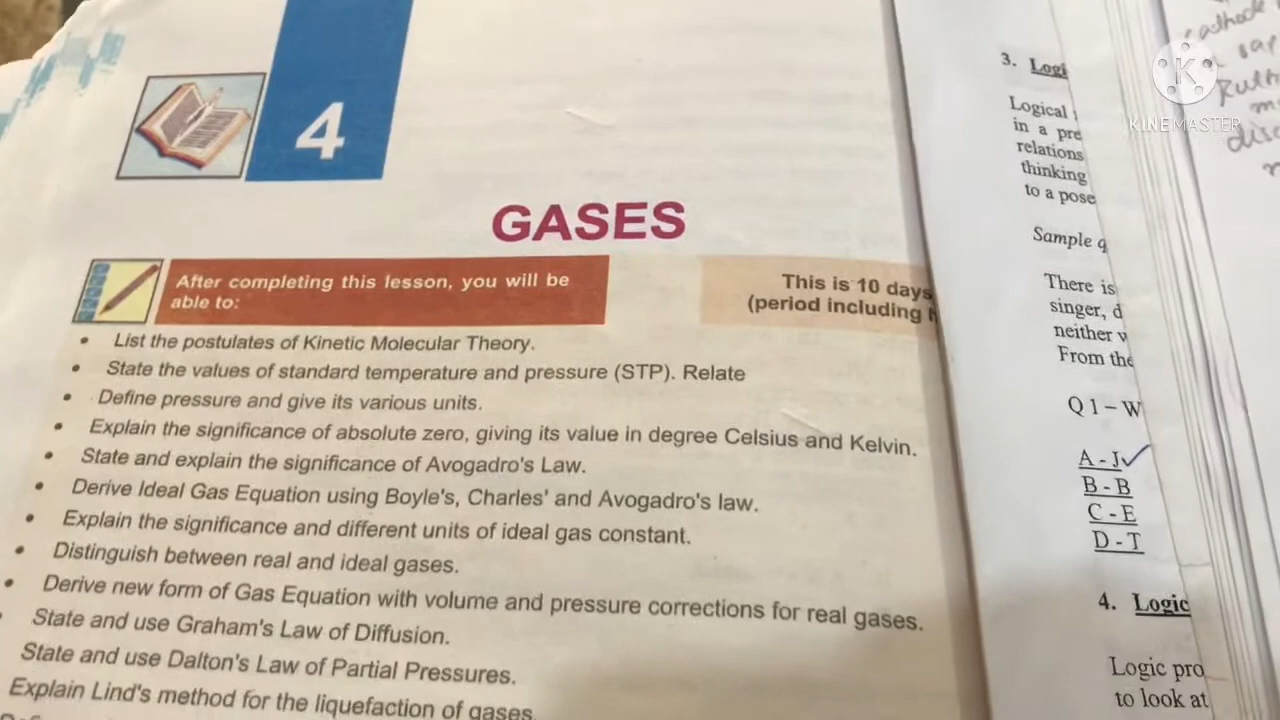 4
GASES
After completing this lesson, you will be
able to:
This is 10 days
(period including
• List the postulates of Kinetic Molecular Theory.
• State the values of standard temperature and pressure (STP). Relate
• Define pressure and give its various units.
• Explain the significance of absolute zero, giving its value in degree Celsius and Kelvin.
• State and explain the significance of Avogadro's Law.
• Derive Ideal Gas Equation using Boyle's, Charles' and Avogadro's law.
• Explain the significance and different units of ideal gas constant.
• Distinguish between real and ideal gases.
• Derive new form of Gas Equation with volume and pressure corrections for real gases.
• State and use Graham's Law of Diffusion.
State and use Dalton's Law of Partial Pressures.
Explain Lind's method for the liquefaction of gases
3. Logi
Logical
in a pre
relations
thinking
to a pose
Sample q
There is
singer, d
neither
From the
Q 1 – W
A - J
B - B
C - E
D - T
4. Logic
Logic pro
to look at
cathode
K
KINEMASTER